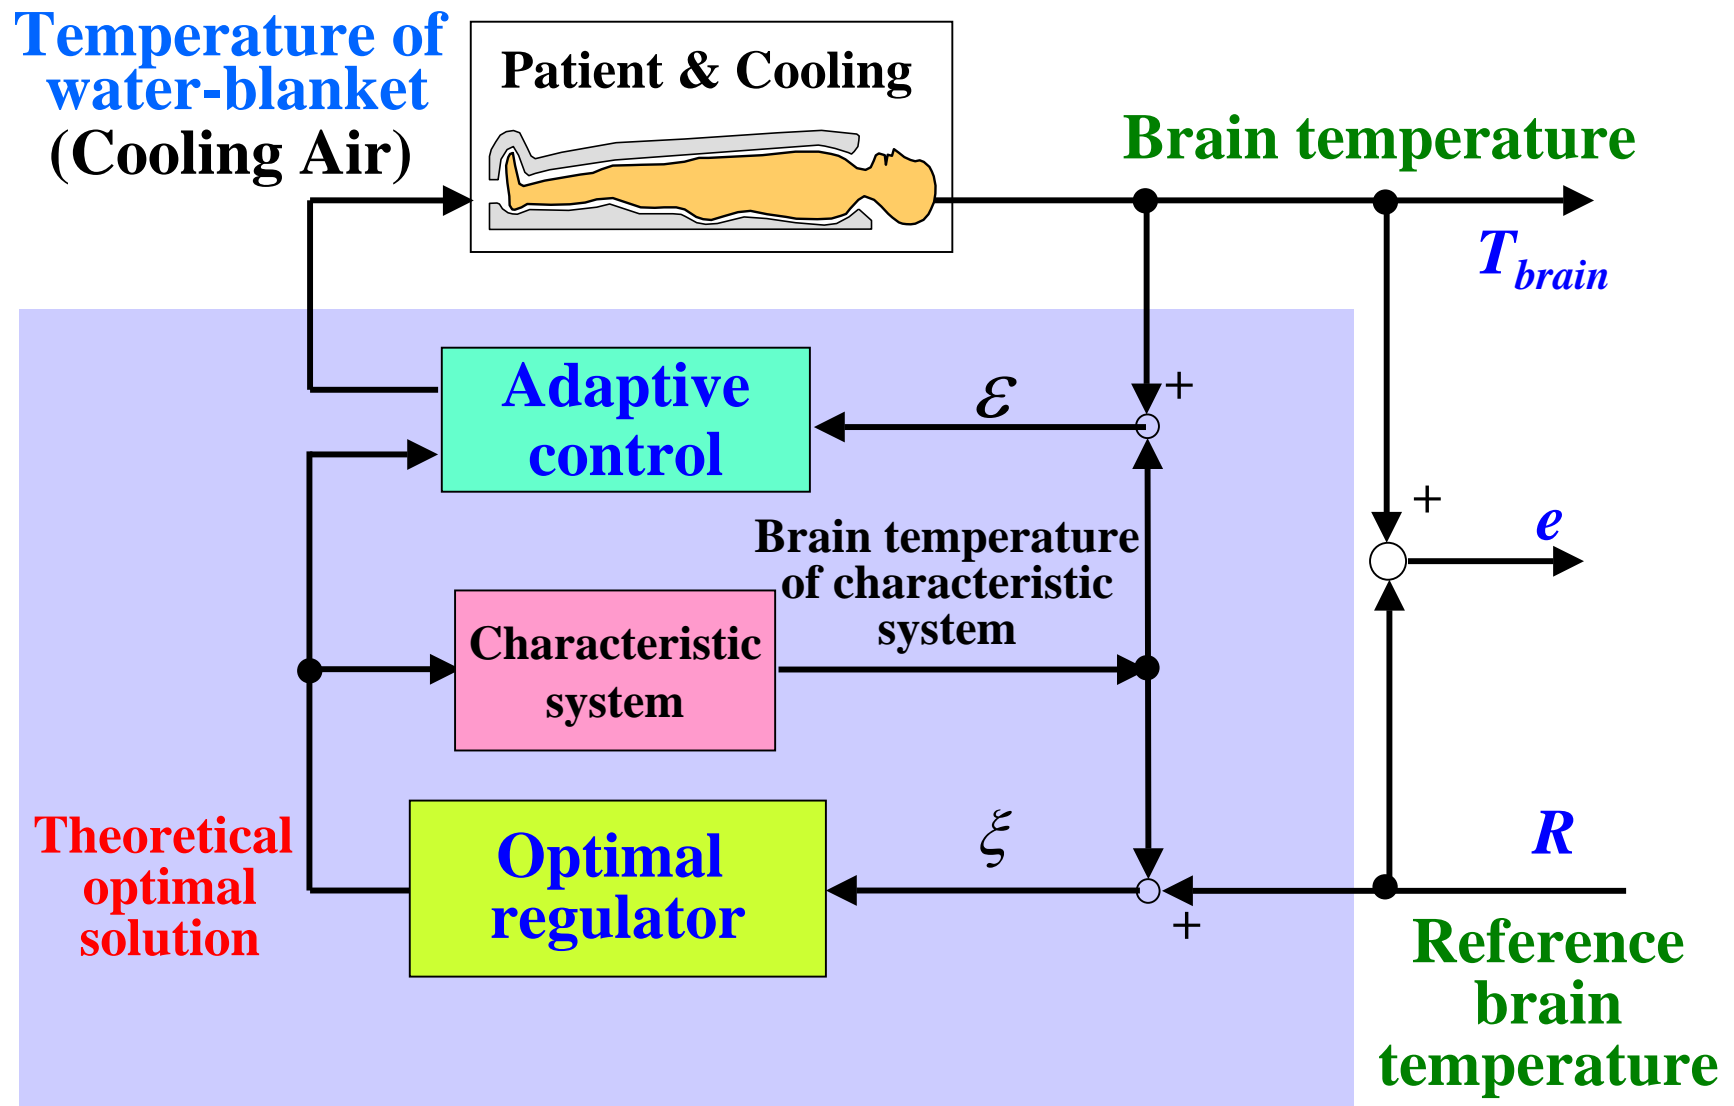 Temperature of
water-blanket
(Cooling Air)
Patient & Cooling
Brain temperature
T_brain
Adaptive
control
ε
+
+
e
Brain temperature
of characteristic
system
Characteristic
system
Theoretical
optimal
solution
Optimal
regulator
ξ
+
R
Reference
brain
temperature